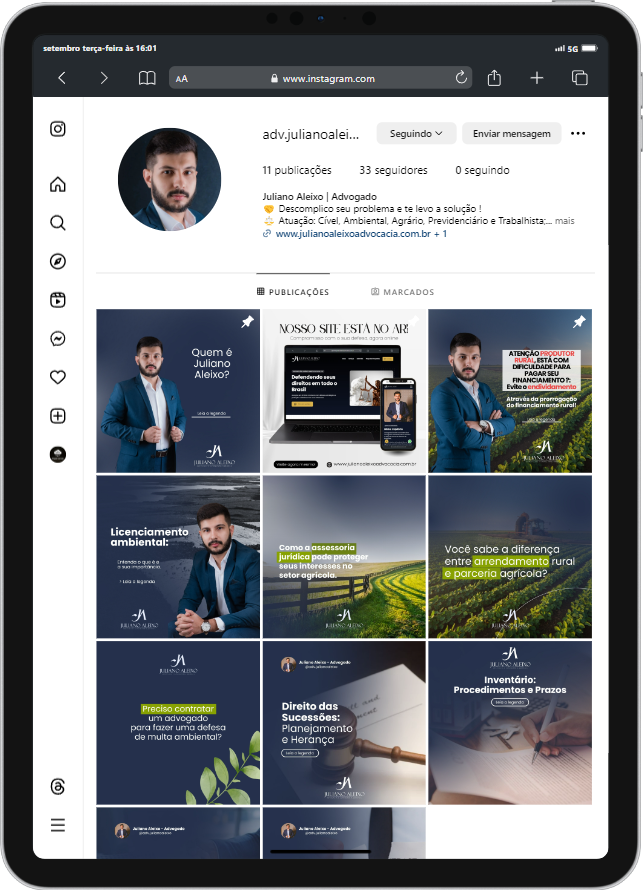 setembro terça-feira às 16:01
5G
AA
www.instagram.com
adv.julianoalei...
Seguindo
Enviar mensagem
11 publicações
33 seguidores
0 seguindo
Juliano Aleixo | Advogado
Descomplico seu problema e te levo a solução !
Atuação: Cível, Ambiental, Agrário, Previdenciário e Trabalhista;... mais
www.julianoaleixoadvocacia.com.br + 1
PUBLICAÇÕES
MARCADOS
Quem é
Juliano
Aleixo?
Leia a legenda
JULIANO ALEIXO
NOSSO SITE ESTÁ NO AR!
Compromisso com a sua defesa, agora online
Defendendo seus
direitos em todo o
Brasil!
www.julianoaleixoadvocacia.com.br
ATENÇÃO PRODUTOR
RURAL, ESTÁ COM
DIFICULDADE PARA
PAGAR SEU
FINANCIAMENTO ?:
Evite o endividamento
Através da prorrogação
do financiamento rural!
Leia a legenda
JULIANO ALEIXO
Licenciamento
ambiental:
Entenda o que é e
a sua importância.
Leia a legenda
JULIANO ALEIXO
Como a assessoria
jurídica pode proteger
seus interesses no
setor agrícola.
JULIANO ALEIXO
Você sabe a diferença
entre arrendamento rural
e parceria agrícola?
JULIANO ALEIXO
JULIANO ALEIXO
Preciso contratar
um advogado
para fazer uma defesa
de multa ambiental?
Juliano Aleixo - Advogado
Direito das
Sucessões:
Planejamento
e Herança
Leia a legenda
JULIANO ALEIXO
JULIANO ALEIXO
Inventário:
Procedimentos e Prazos
Leia a legenda
Juliano Aleixo - Advogado
Juliano Aleixo - Advogado